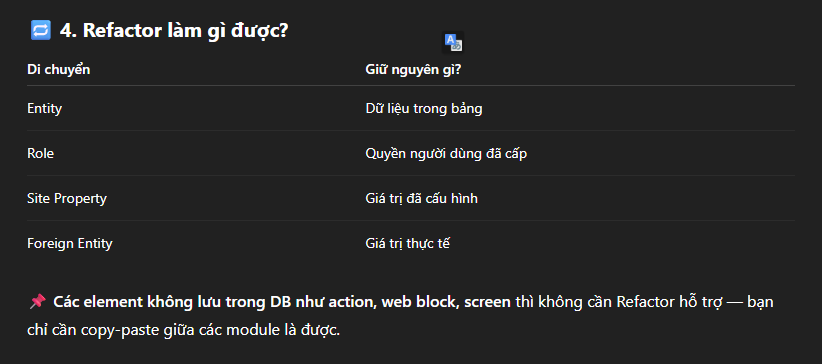 🔁 4. Refactor làm gì được?
Di chuyển Giữ nguyên gì?
Entity Dữ liệu trong bảng
Role Quyền người dùng đã cấp
Site Property Giá trị đã cấu hình
Foreign Entity Giá trị thực tế
📌 Các element không lưu trong DB như action, web block, screen thì không cần Refactor hỗ trợ — bạn
chỉ cần copy-paste giữa các module là được.